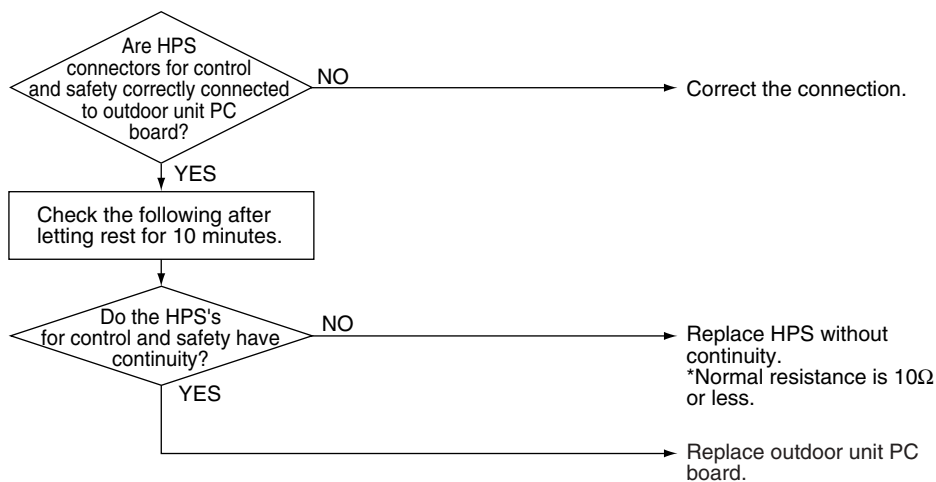 Are HPS
connectors for control
and safety correctly connected
to outdoor unit PC
board?
NO
Correct the connection.
YES
Check the following after
letting rest for 10 minutes.
Do the HPS's
for control and safety have
continuity?
NO
Replace HPS without
continuity.
*Normal resistance is 10Ω
or less.
YES
Replace outdoor unit PC
board.